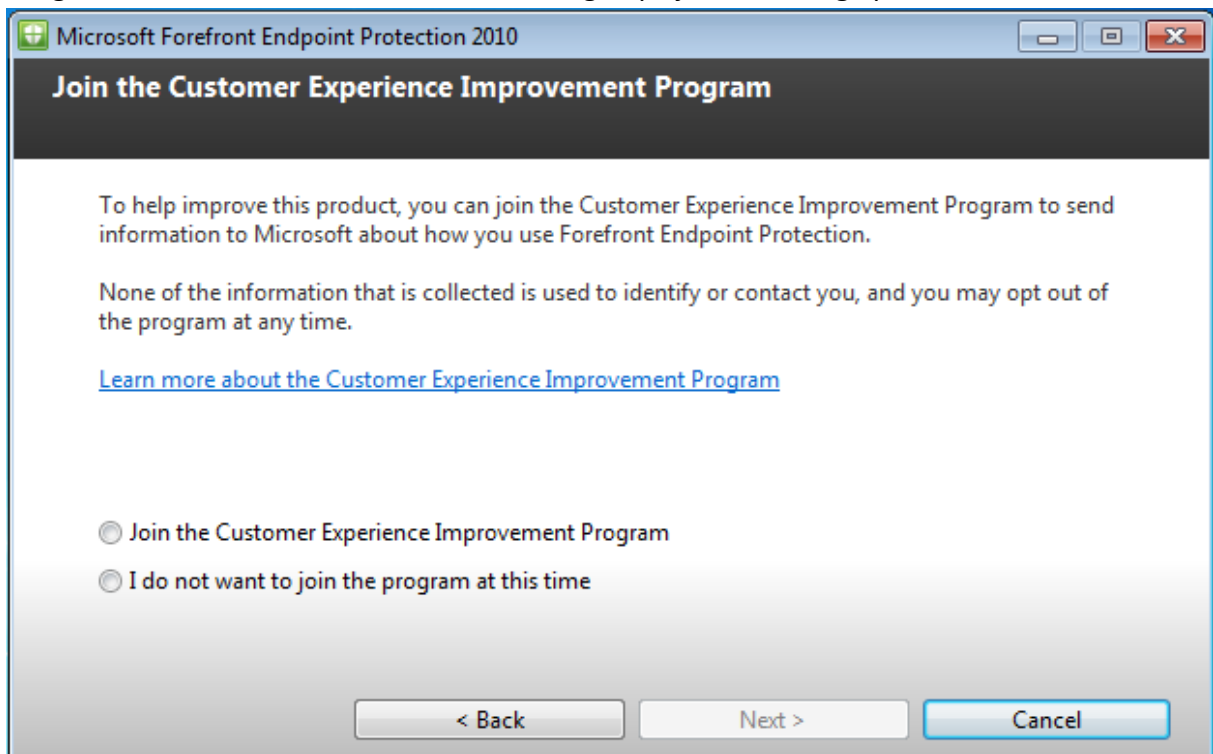 Microsoft Forefront Endpoint Protection 2010
Join the Customer Experience Improvement Program
To help improve this product, you can join the Customer Experience Improvement Program to send
information to Microsoft about how you use Forefront Endpoint Protection.
None of the information that is collected is used to identify or contact you, and you may opt out of
the program at any time.
Learn more about the Customer Experience Improvement Program
Join the Customer Experience Improvement Program
I do not want to join the program at this time
< Back Next > Cancel